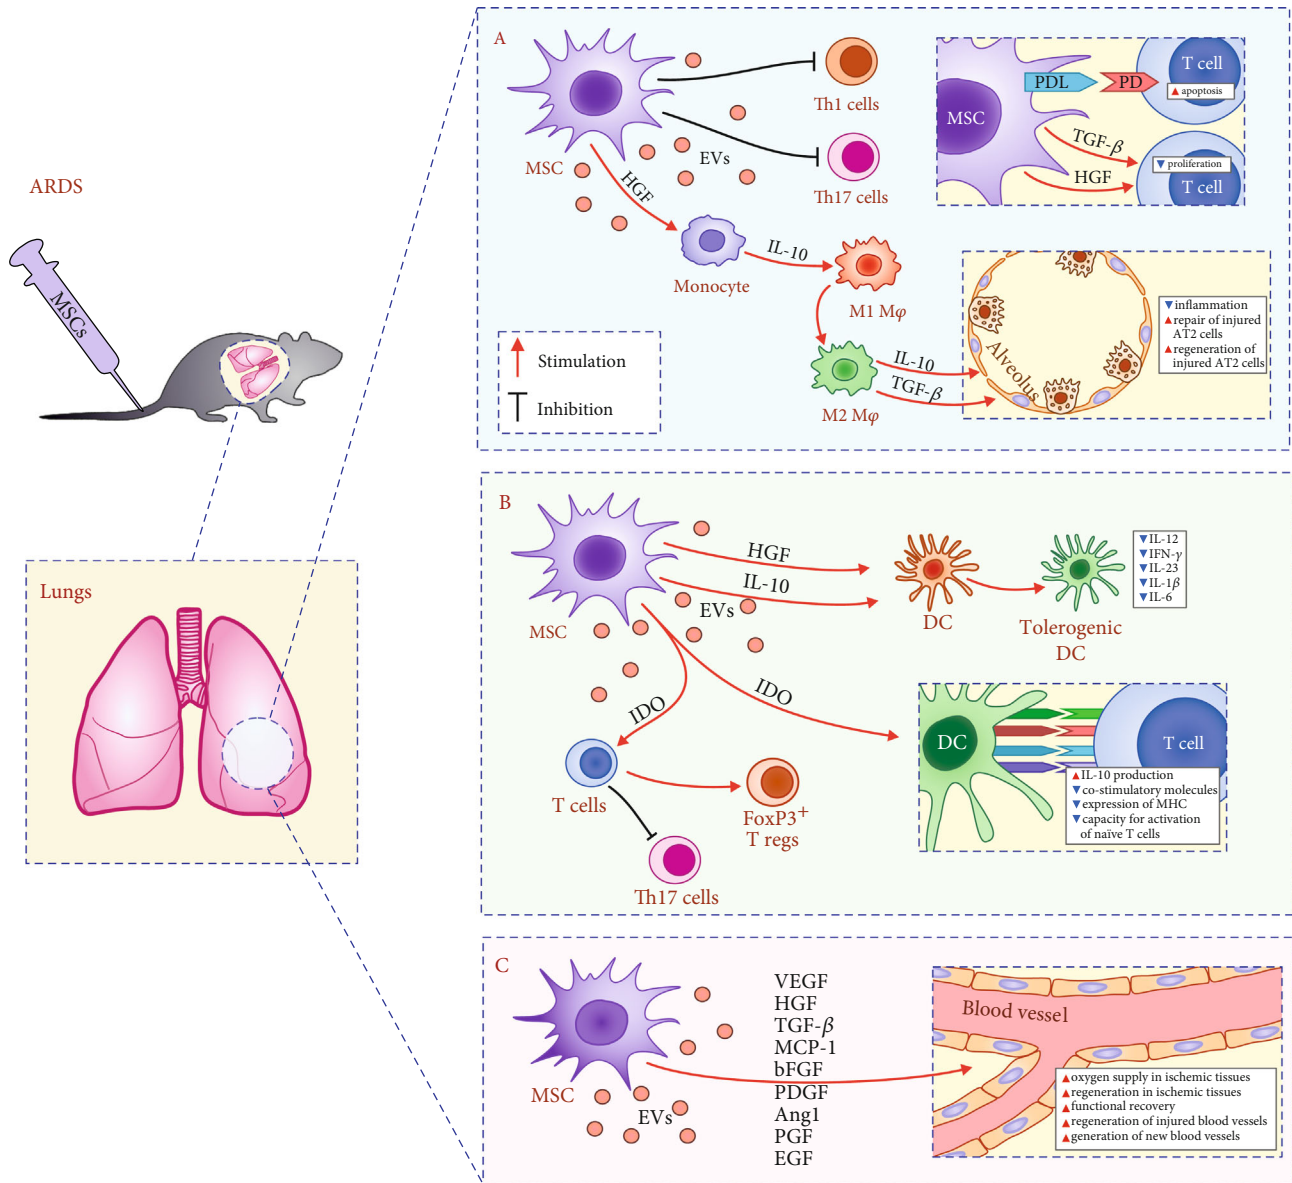 ARDS
MSCs
Lungs
A
MSC
EVs
HGF
Th1 cells
Th17 cells
Monocyte
IL-10
M1 Mφ
M2 Mφ
IL-10
TGF-β
Stimulation
Inhibition
MSC
PDL
PD
T cell
▲ apoptosis
TGF-β
HGF
▼ proliferation
T cell
Alveolus
▼ inflammation
▲ repair of injured
AT2 cells
▲ regeneration of
injured AT2 cells
B
MSC
EVs
HGF
IL-10
IDO
IDO
DC
Tolerogenic
DC
▼ IL-12
▼ IFN-γ
▼ IL-23
▼ IL-1β
▼ IL-6
T cells
FoxP3+
T regs
Th17 cells
DC
T cell
▲ IL-10 production
▼ co-stimulatory molecules
▼ expression of MHC
▼ capacity for activation
of naïve T cells
C
MSC
EVs
VEGF
HGF
TGF-β
MCP-1
bFGF
PDGF
Ang1
PGF
EGF
Blood vessel
▲ oxygen supply in ischemic tissues
▲ regeneration in ischemic tissues
▲ functional recovery
▲ regeneration of injured blood vessels
▲ generation of new blood vessels